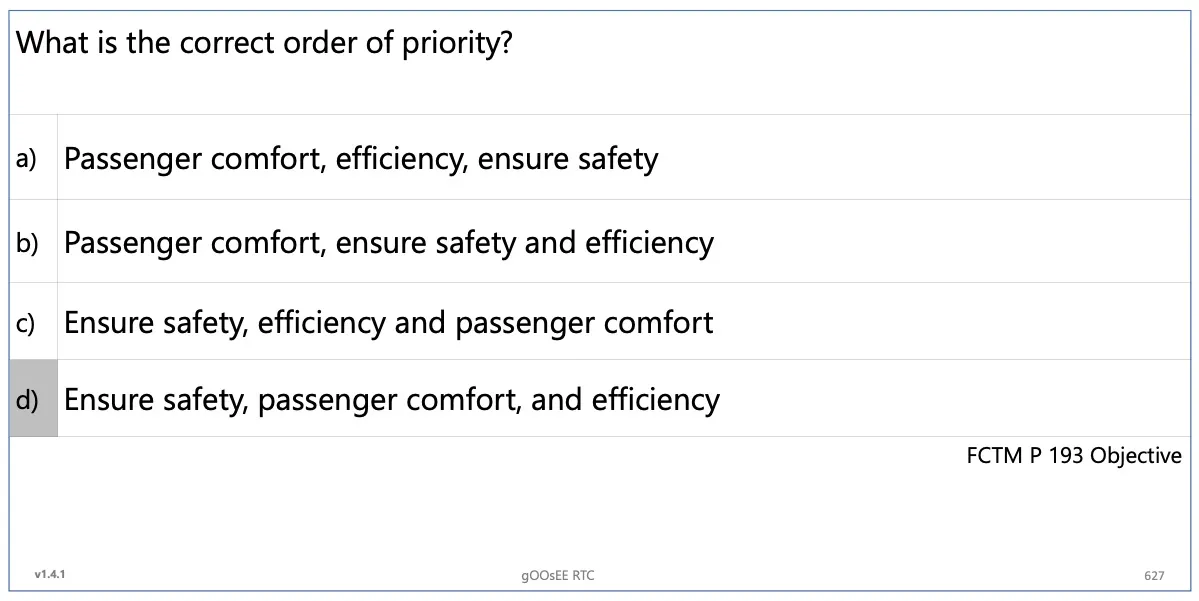 What is the correct order of priority?
a) Passenger comfort, efficiency, ensure safety
b) Passenger comfort, ensure safety and efficiency
c) Ensure safety, efficiency and passenger comfort
d) Ensure safety, passenger comfort, and efficiency
FCTM P 193 Objective
v1.4.1 gOOsEE RTC 627